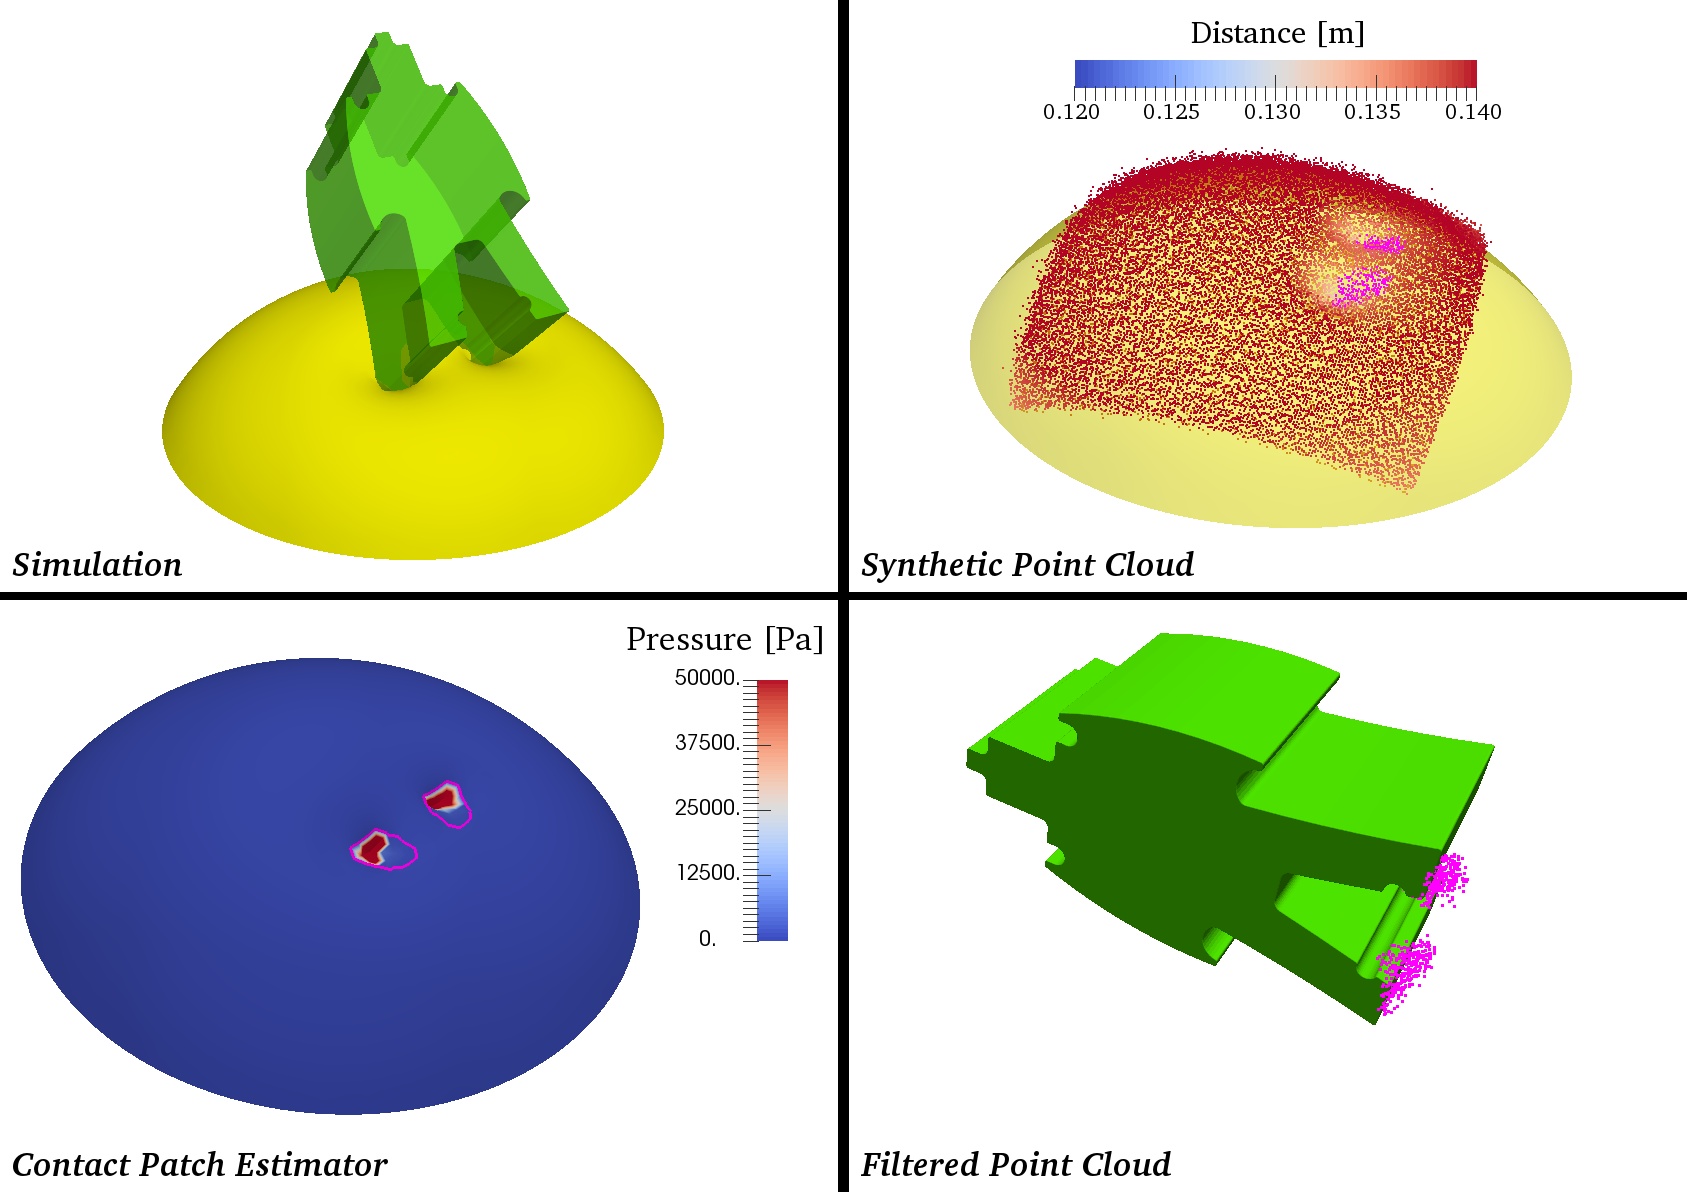 Simulation
Distance [m]
0.120 0.125 0.130 0.135 0.140
Synthetic Point Cloud
Pressure [Pa]
50000.
37500.
25000.
12500.
0.
Contact Patch Estimator
Filtered Point Cloud